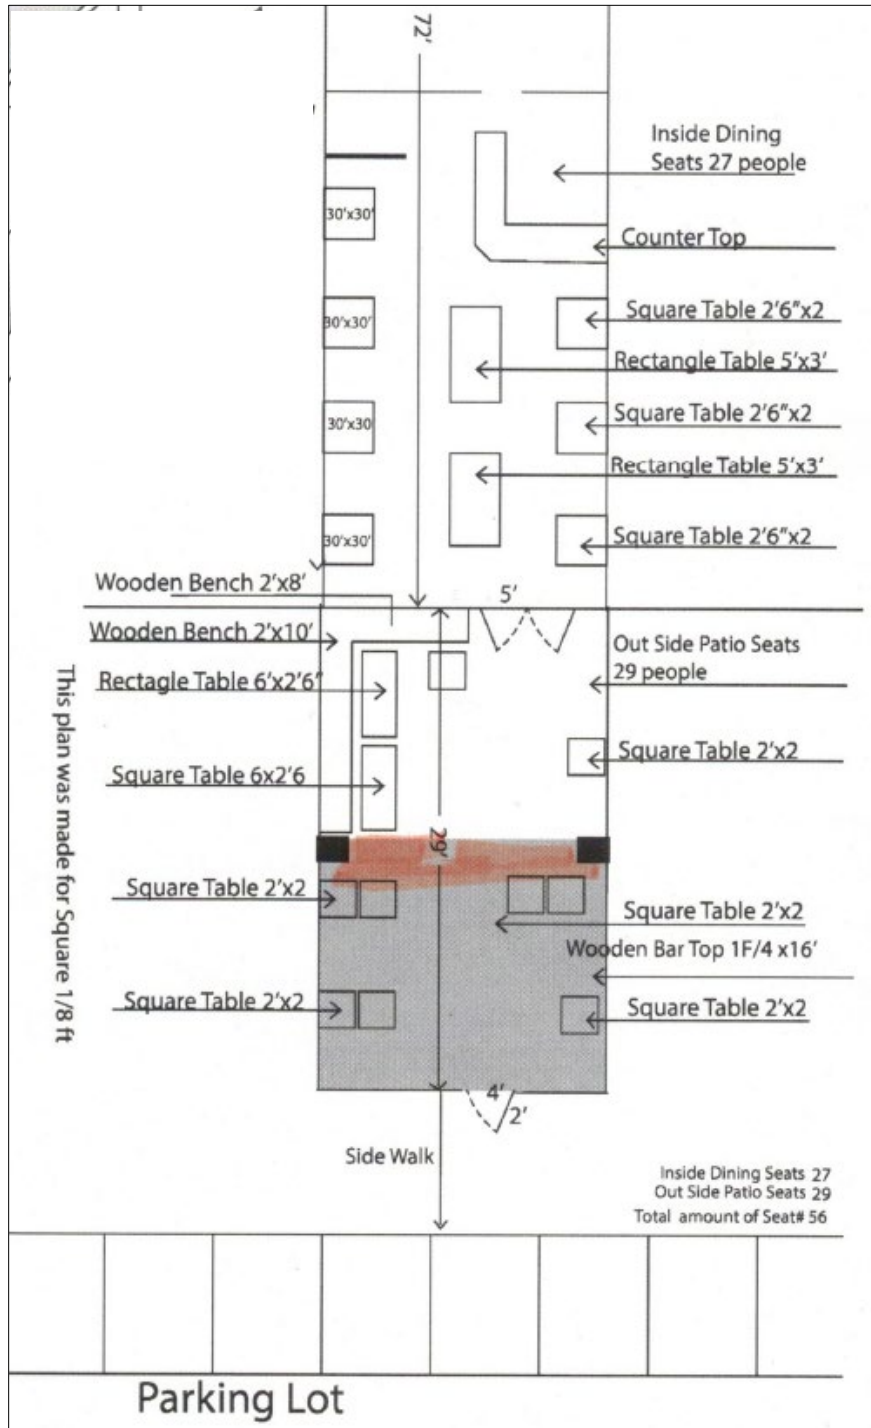 72'
Inside Dining
Seats 27 people
30'x30'
Counter Top
30'x30'
Square Table 2'6"x2
Rectangle Table 5'x3'
30'x30
Square Table 2'6"x2
Rectangle Table 5'x3'
30'x30'
Square Table 2'6"x2
Wooden Bench 2'x8'
5'
Wooden Bench 2'x10'
Out Side Patio Seats
29 people
Rectagle Table 6'x2'6"
This plan was made for Square 1/8 ft
Square Table 2'x2
Square Table 6x2'6
29'
Square Table 2'x2
Square Table 2'x2
Wooden Bar Top 1F/4 x16'
Square Table 2'x2
Square Table 2'x2
4'
2'
Side Walk
Inside Dining Seats 27
Out Side Patio Seats 29
Total amount of Seat# 56
Parking Lot